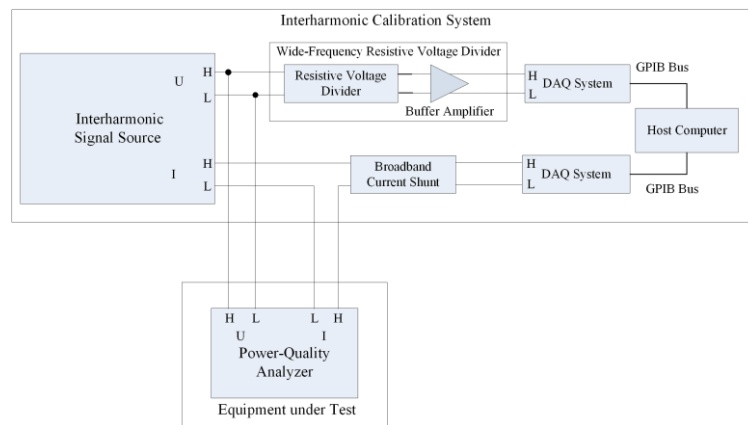 Interharmonic Calibration System
Wide-Frequency Resistive Voltage Divider
GPIB Bus
H
U
L
Resistive Voltage
Divider
Buffer Amplifier
H
L
DAQ System
Interharmonic
Signal Source
Host Computer
H
I
L
Broadband
Current Shunt
H
L
DAQ System
GPIB Bus
H L L H
U I
Power-Quality
Analyzer
Equipment under Test